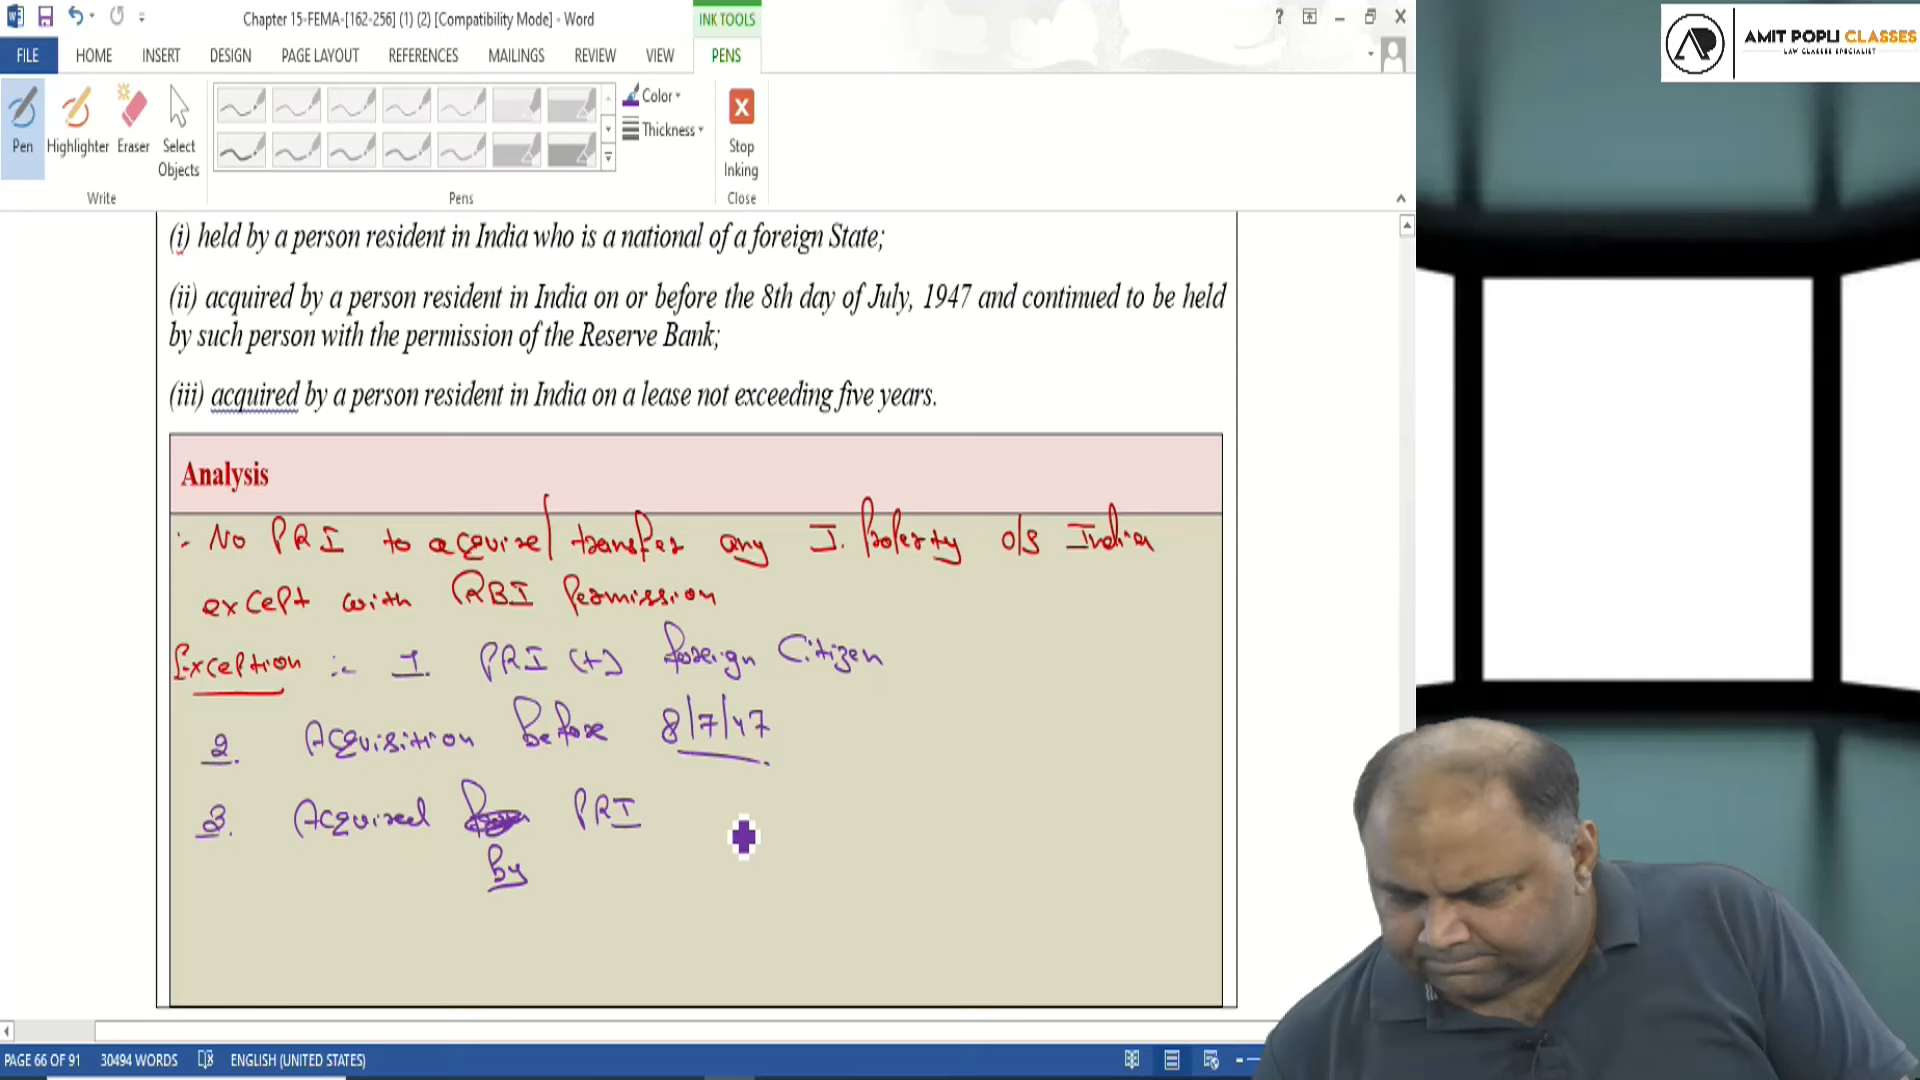 Chapter 15-FEMA-[162-256] (1) (2) [Compatibility Mode] - Word
INK TOOLS
?
AMIT POPLI CLASSES
LAW CLASSES SPECIALIST
FILE HOME INSERT DESIGN PAGE LAYOUT REFERENCES MAILINGS REVIEW VIEW PENS
Pen Highlighter Eraser Select Objects
Color
Thickness
Stop Inking
Write Pens Close
(i) held by a person resident in India who is a national of a foreign State;
(ii) acquired by a person resident in India on or before the 8th day of July, 1947 and continued to be held
by such person with the permission of the Reserve Bank;
(iii) acquired by a person resident in India on a lease not exceeding five years.
Analysis
:- No PRI to acquire/ transfer any I. Property o/s India
except with RBI Permission
Exception :- 1. PRI (+) Foreign Citizen
2. Acquisition Before 8/7/47
3. Acquired PRI
By
PAGE 66 OF 91 30494 WORDS ENGLISH (UNITED STATES)